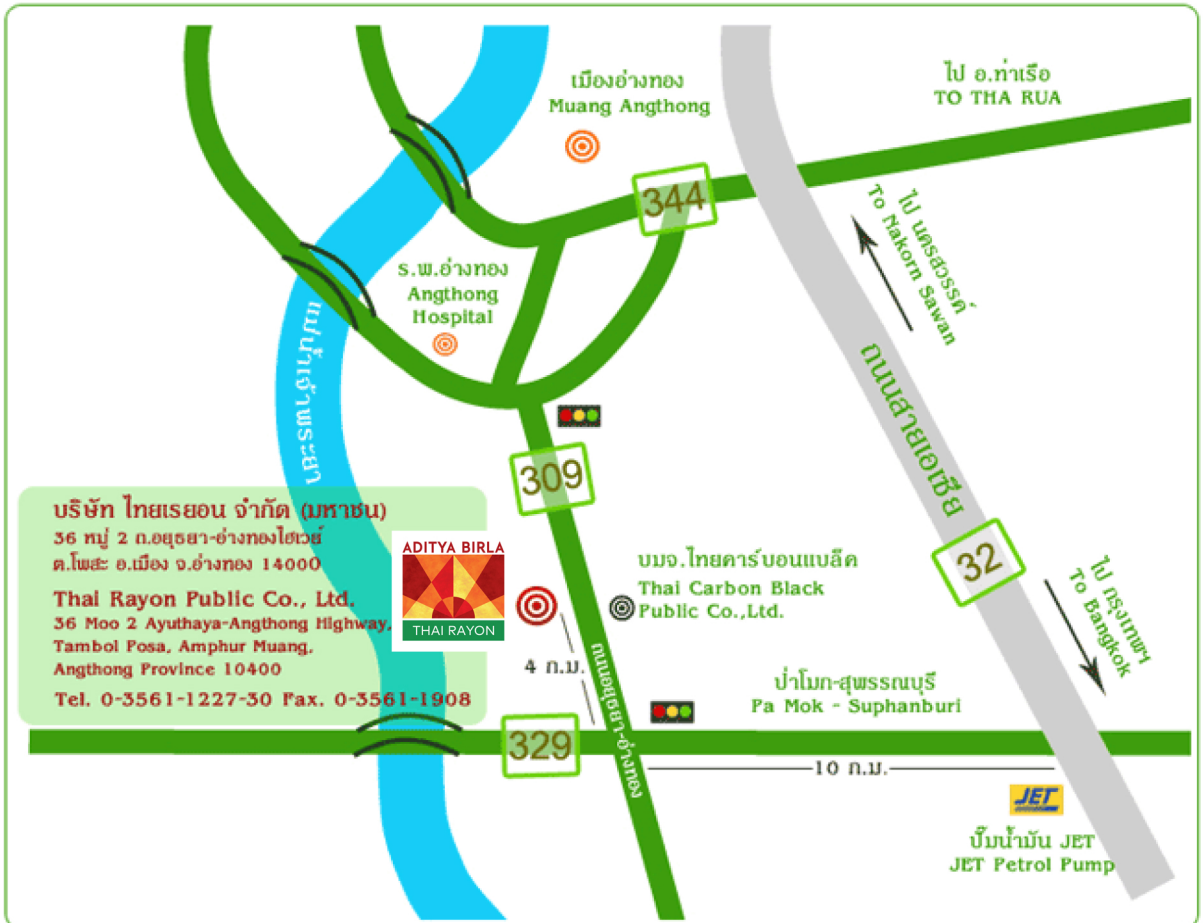 เมืองอ่างทอง
Muang Angthong
ไป อ.ท่าเรือ
TO THA RUA
344
ไป นครสวรรค์
To Nakorn Sawan
ร.พ.อ่างทอง
Angthong
Hospital
แม่น้ำเจ้าพระยา
ถนนสายเอเซีย
309
32
ไป กรุงเทพฯ
To Bangkok
บริษัท ไทยเรยอน จำกัด (มหาชน)
36 หมู่ 2 ถ.อยุธยา-อ่างทองไฮเวย์
ต.โพสะ อ.เมือง จ.อ่างทอง 14000
Thai Rayon Public Co., Ltd.
36 Moo 2 Ayuthaya-Angthong Highway,
Tambol Posa, Amphur Muang,
Angthong Province 10400
Tel. 0-3561-1227-30 Fax. 0-3561-1908
ADITYA BIRLA
THAI RAYON
บมจ.ไทยคาร์บอนแบล็ค
Thai Carbon Black
Public Co.,Ltd.
4 ก.ม.
ถนนอยุธยา-อ่างทอง
ป่าโมก-สุพรรณบุรี
Pa Mok - Suphanburi
329
10 ก.ม.
JET
ปั๊มน้ำมัน JET
JET Petrol Pump